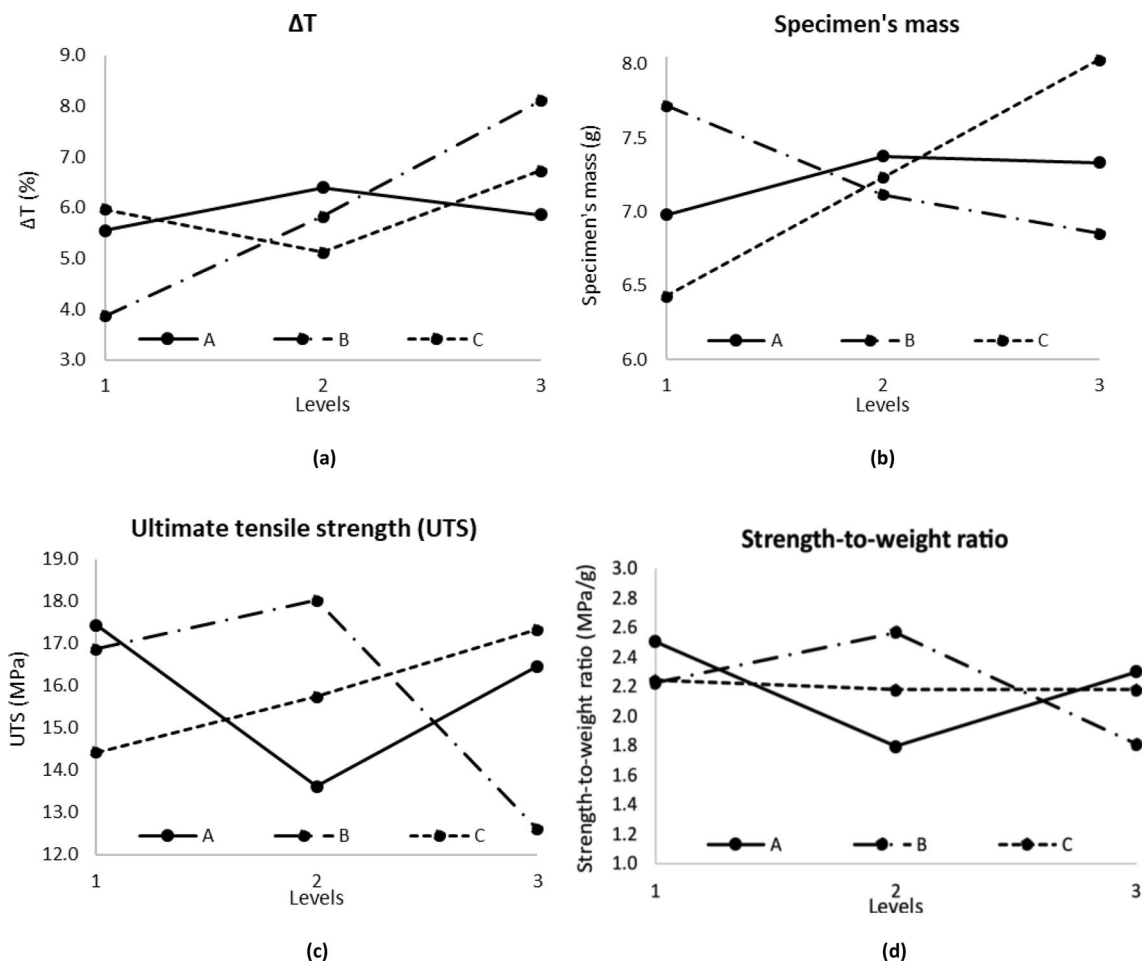 ΔT
9.0
8.0
7.0
6.0
5.0
4.0
3.0
ΔT (%)
A B C
1 2 3
Levels
(a)
Specimen's mass
8.0
7.5
7.0
6.5
6.0
Specimen's mass (g)
A B C
1 2 3
Levels
(b)
Ultimate tensile strength (UTS)
19.0
18.0
17.0
16.0
15.0
14.0
13.0
12.0
UTS (MPa)
A B C
1 2 3
Levels
(c)
Strength-to-weight ratio
3.0
2.8
2.6
2.4
2.2
2.0
1.8
1.6
1.4
1.2
1.0
Strength-to-weight ratio (MPa/g)
A B C
1 2 3
Levels
(d)